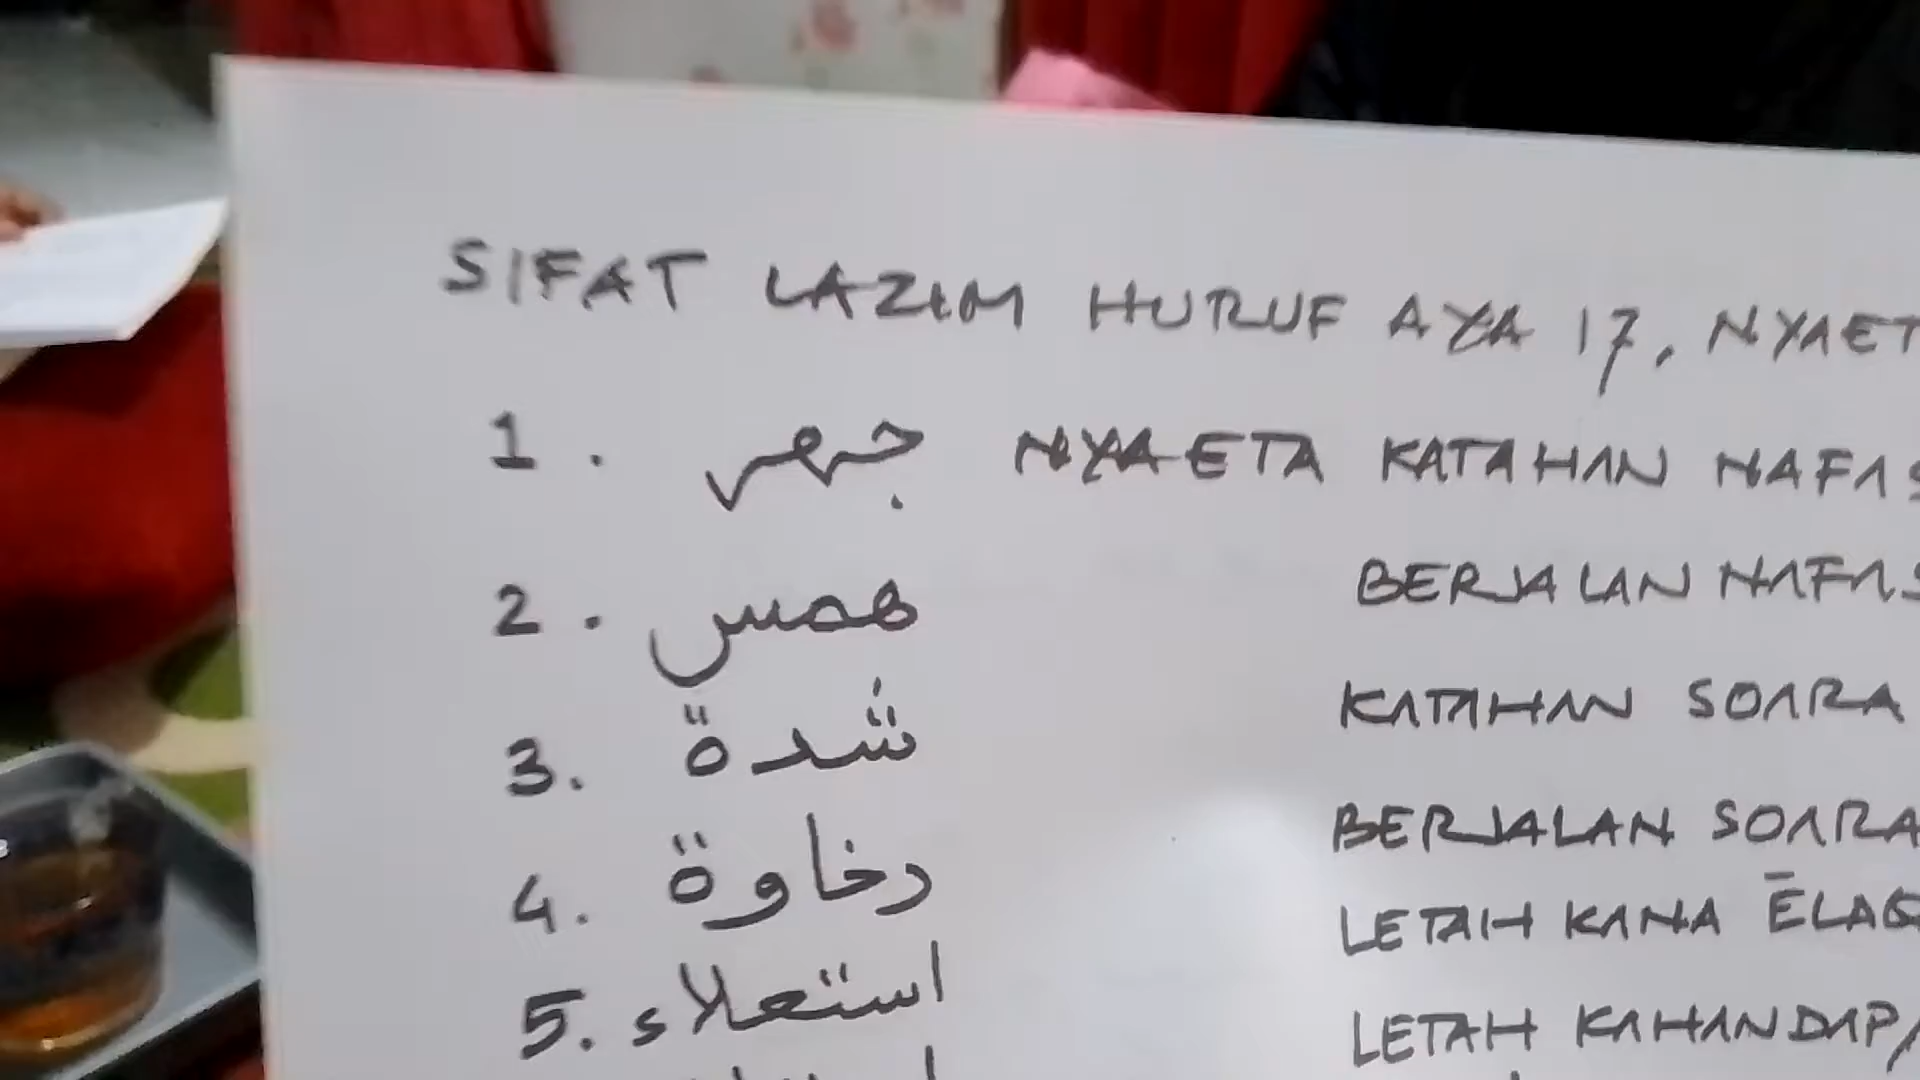 SIFAT LAZIM HURUF AYA 17, NYAET
1. جهر NYAETA KATAHAN NAFAS
2. همس BERJALAN NAFAS
3. شدة KATAHAN SOARA
4. رخاوة BERJALAN SOARA
5. استعلاء LETAH KANA ĒLAG
LETAH KAHANDAP/